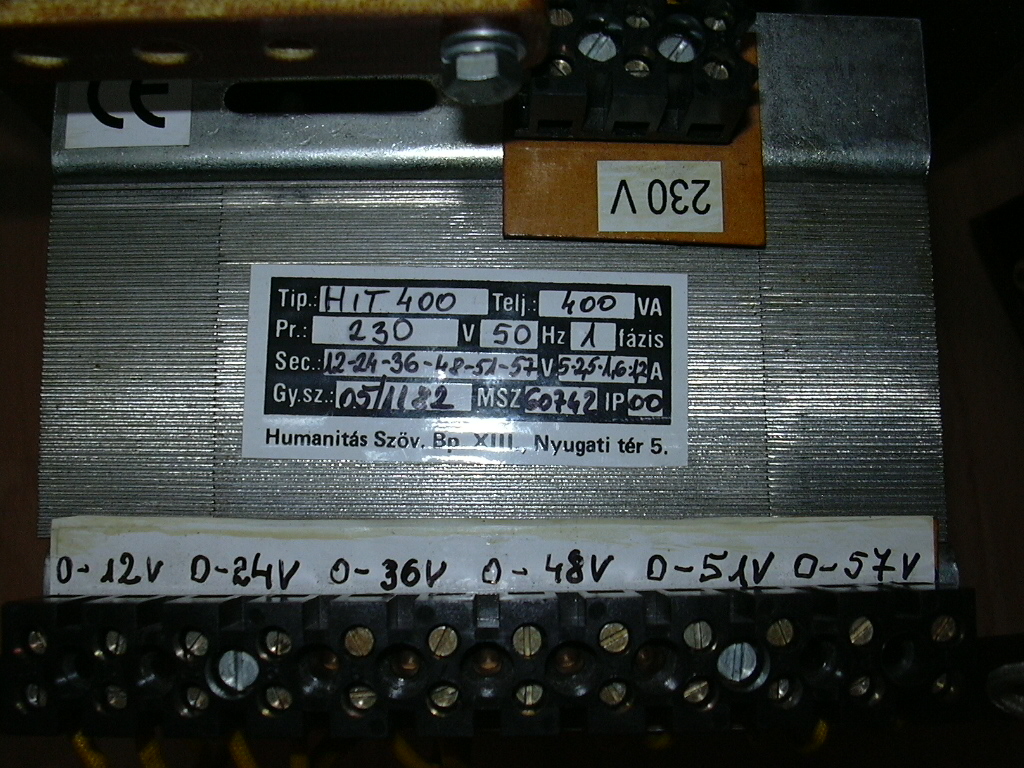 CE
230 V
Tip.: HIT 400 Telj.: 400 VA
Pr.: 230 V 50 Hz 1 fázis
Sec.: 12-24-36-48-51-57 V 5-2,5-1,6-1,2 A
Gy.sz.: 05/1182 MSZ 60742 IP 00
Humanitás Szöv. Bp. XIII., Nyugati tér 5.
0-12V 0-24V 0-36V 0-48V 0-51V 0-57V